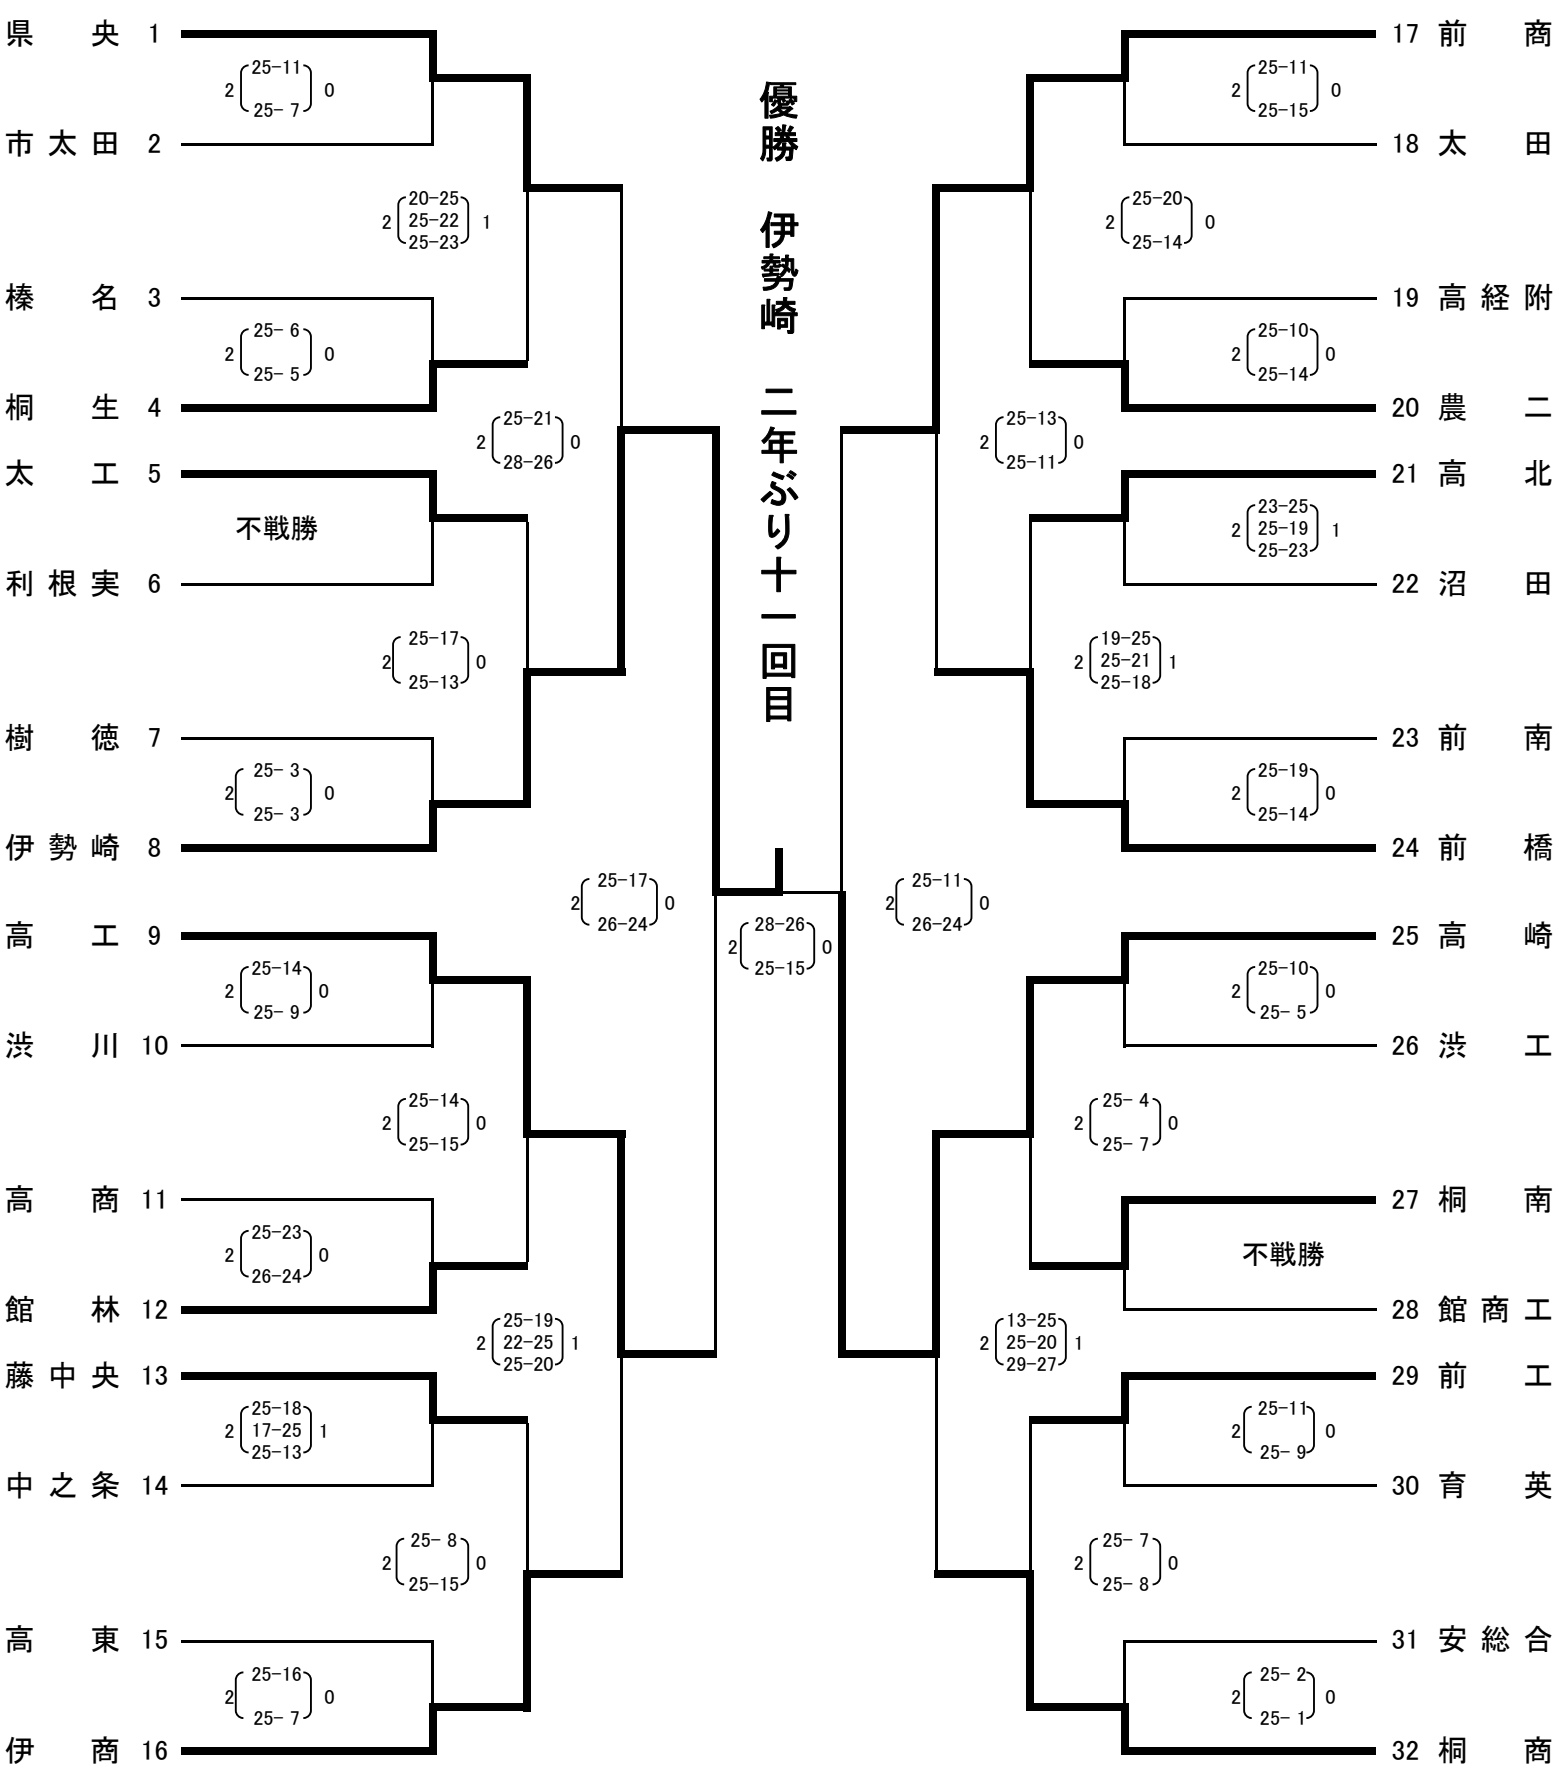 県央 1
2 25-11 0
25- 7
市太田 2
2 20-25 1
25-22
25-23
榛名 3
2 25- 6 0
25- 5
桐生 4
2 25-21 0
28-26
太工 5
不戦勝
利根実 6
2 25-17 0
25-13
樹徳 7
2 25- 3 0
25- 3
伊勢崎 8
2 25-17 0
26-24
高工 9
2 25-14 0
25- 9
渋川 10
2 25-14 0
25-15
高商 11
2 25-23 0
26-24
館林 12
2 25-19 1
22-25
25-20
藤中央 13
2 25-18 1
17-25
25-13
中之条 14
2 25- 8 0
25-15
高東 15
2 25-16 0
25- 7
伊商 16
優勝 伊勢崎 二年ぶり十一回目
2 28-26 0
25-15
17 前商
2 25-11 0
25-15
18 太田
2 25-20 0
25-14
19 高経附
2 25-10 0
25-14
20 農二
2 25-13 0
25-11
21 高北
2 23-25 1
25-19
25-23
22 沼田
2 19-25 1
25-21
25-18
23 前南
2 25-19 0
25-14
24 前橋
2 25-11 0
26-24
25 高崎
2 25-10 0
25- 5
26 渋工
2 25- 4 0
25- 7
27 桐南
不戦勝
28 館商工
2 13-25 1
25-20
29-27
29 前工
2 25-11 0
25- 9
30 育英
2 25- 7 0
25- 8
31 安総合
2 25- 2 0
25- 1
32 桐商